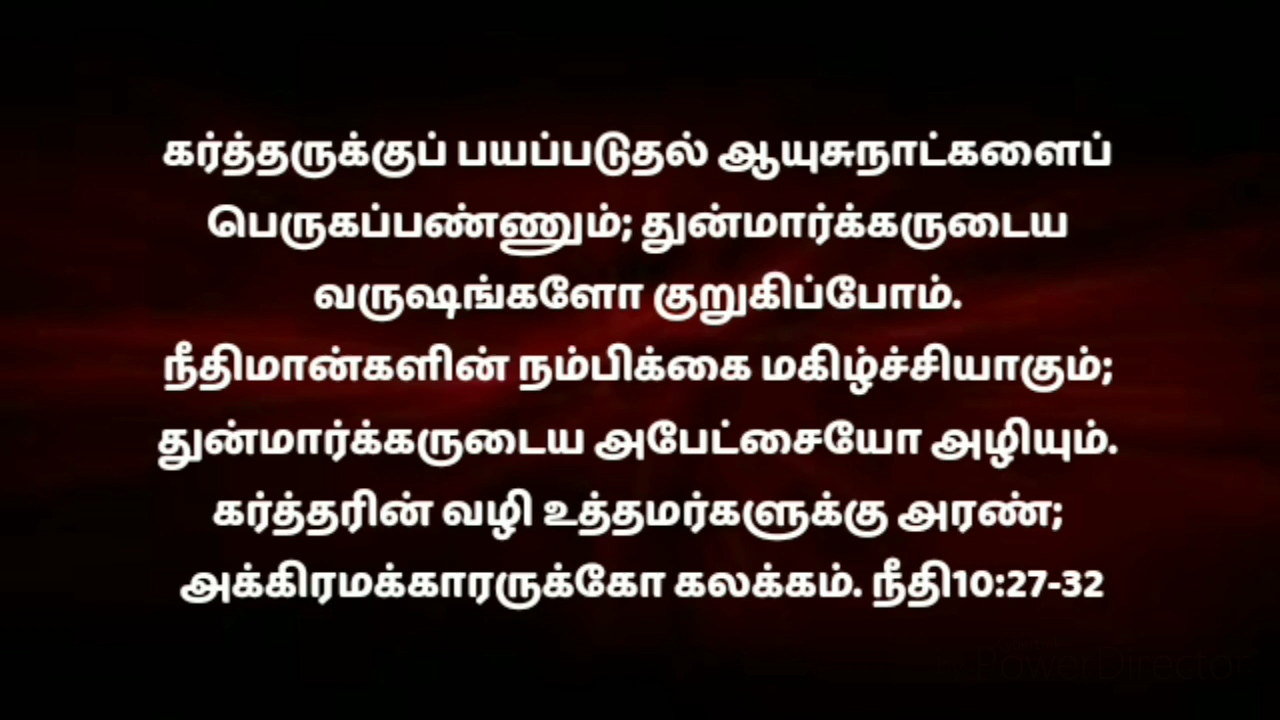 கர்த்தருக்குப் பயப்படுதல் ஆயுசுநாட்களைப்
பெருகப்பண்ணும்; துன்மார்க்கருடைய
வருஷங்களோ குறுகிப்போம்.
நீதிமான்களின் நம்பிக்கை மகிழ்ச்சியாகும்;
துன்மார்க்கருடைய அபேட்சையோ அழியும்.
கர்த்தரின் வழி உத்தமர்களுக்கு அரண்;
அக்கிரமக்காரருக்கோ கலக்கம். நீதி10:27-32
PowerDirector